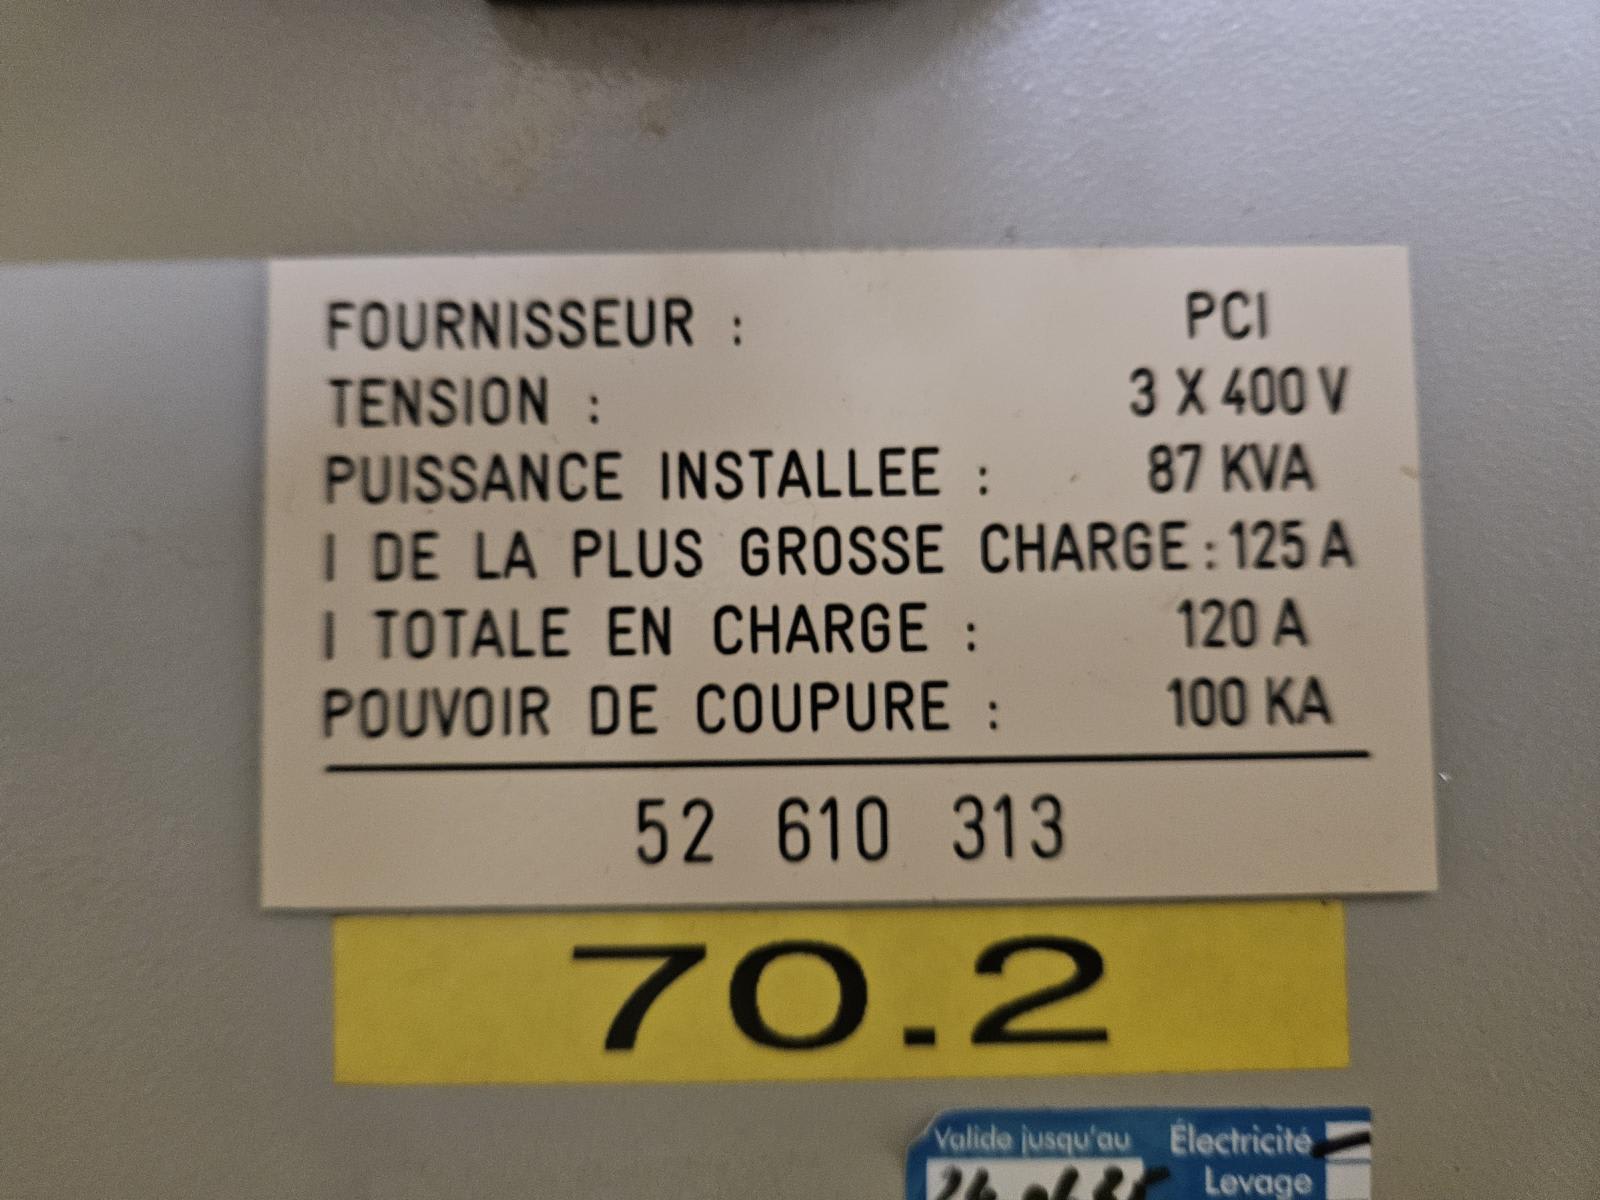 FOURNISSEUR : PCI
TENSION : 3 X 400 V
PUISSANCE INSTALLEE : 87 KVA
I DE LA PLUS GROSSE CHARGE : 125 A
I TOTALE EN CHARGE : 120 A
POUVOIR DE COUPURE : 100 KA
52 610 313
70.2
Valide jusqu'au Électricité
Levage